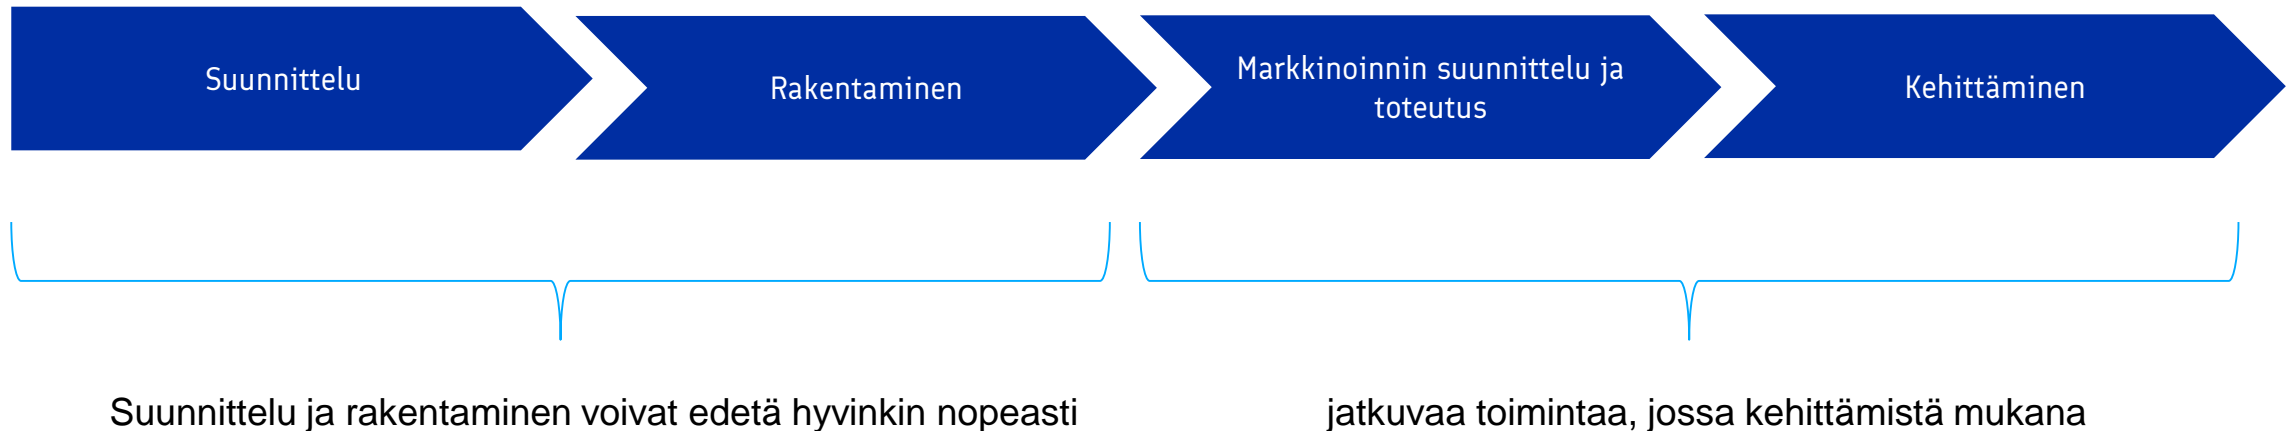 Suunnittelu
Rakentaminen
Markkinoinnin suunnittelu ja
toteutus
Kehittäminen
Suunnittelu ja rakentaminen voivat edetä hyvinkin nopeasti
jatkuvaa toimintaa, jossa kehittämistä mukana